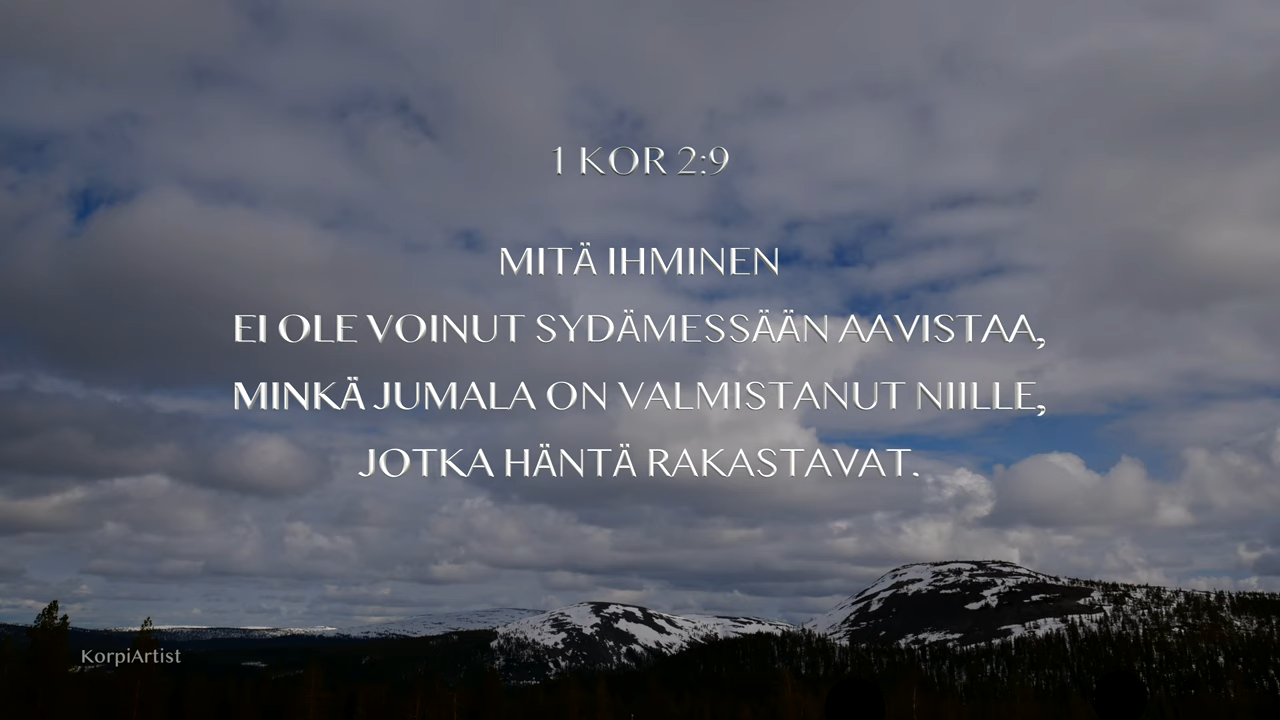 1 KOR 2:9
MITÄ IHMINEN
EI OLE VOINUT SYDÄMESSÄÄN AAVISTAA,
MINKÄ JUMALA ON VALMISTANUT NIILLE,
JOTKA HÄNTÄ RAKASTAVAT.
KorpiArtist